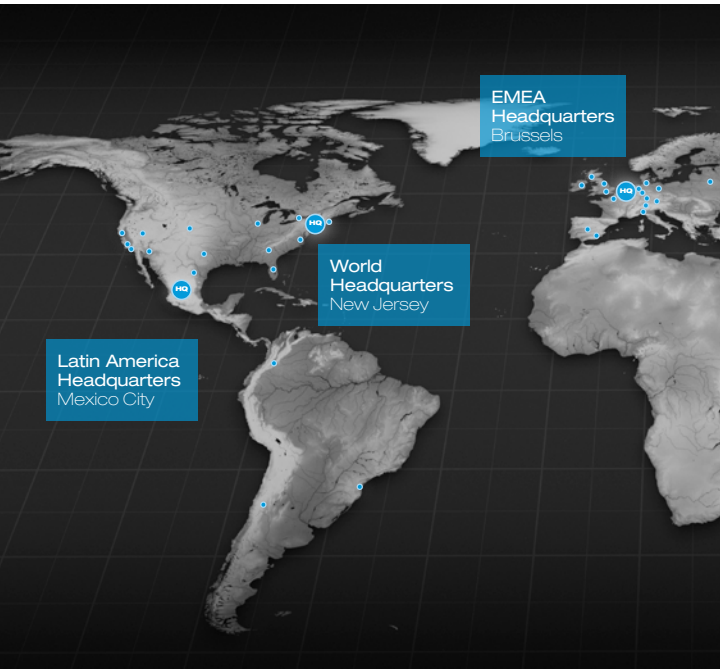 EMEA
Headquarters
Brussels
HQ
HQ
World
Headquarters
New Jersey
HQ
Latin America
Headquarters
Mexico City